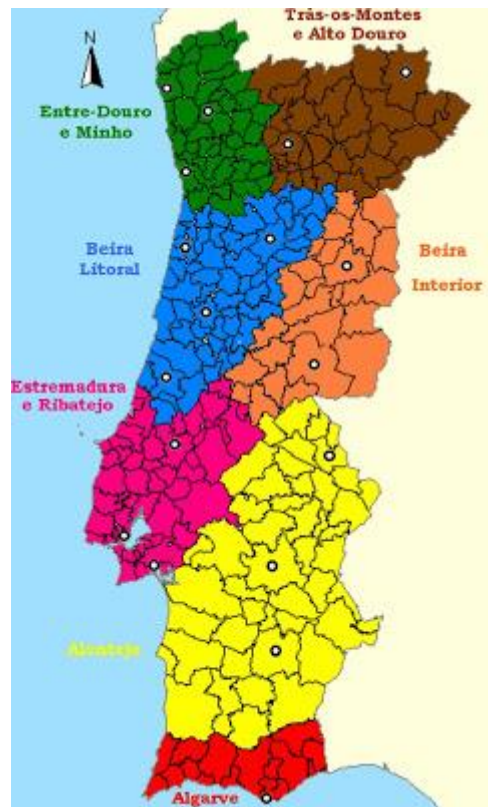 Trás-os-Montes
e Alto Douro
N
Entre-Douro
e Minho
Beira
Litoral
Beira
Interior
Estremadura
e Ribatejo
Alentejo
Algarve